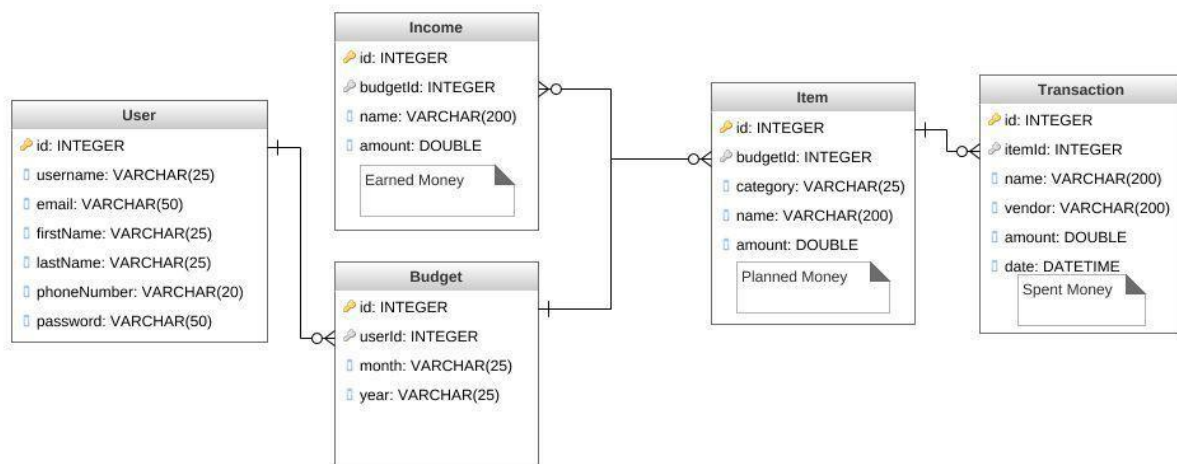 User
id: INTEGER
username: VARCHAR(25)
email: VARCHAR(50)
firstName: VARCHAR(25)
lastName: VARCHAR(25)
phoneNumber: VARCHAR(20)
password: VARCHAR(50)
Income
id: INTEGER
budgetId: INTEGER
name: VARCHAR(200)
amount: DOUBLE
Earned Money
Budget
id: INTEGER
userId: INTEGER
month: VARCHAR(25)
year: VARCHAR(25)
Item
id: INTEGER
budgetId: INTEGER
category: VARCHAR(25)
name: VARCHAR(200)
amount: DOUBLE
Planned Money
Transaction
id: INTEGER
itemId: INTEGER
name: VARCHAR(200)
vendor: VARCHAR(200)
amount: DOUBLE
date: DATETIME
Spent Money